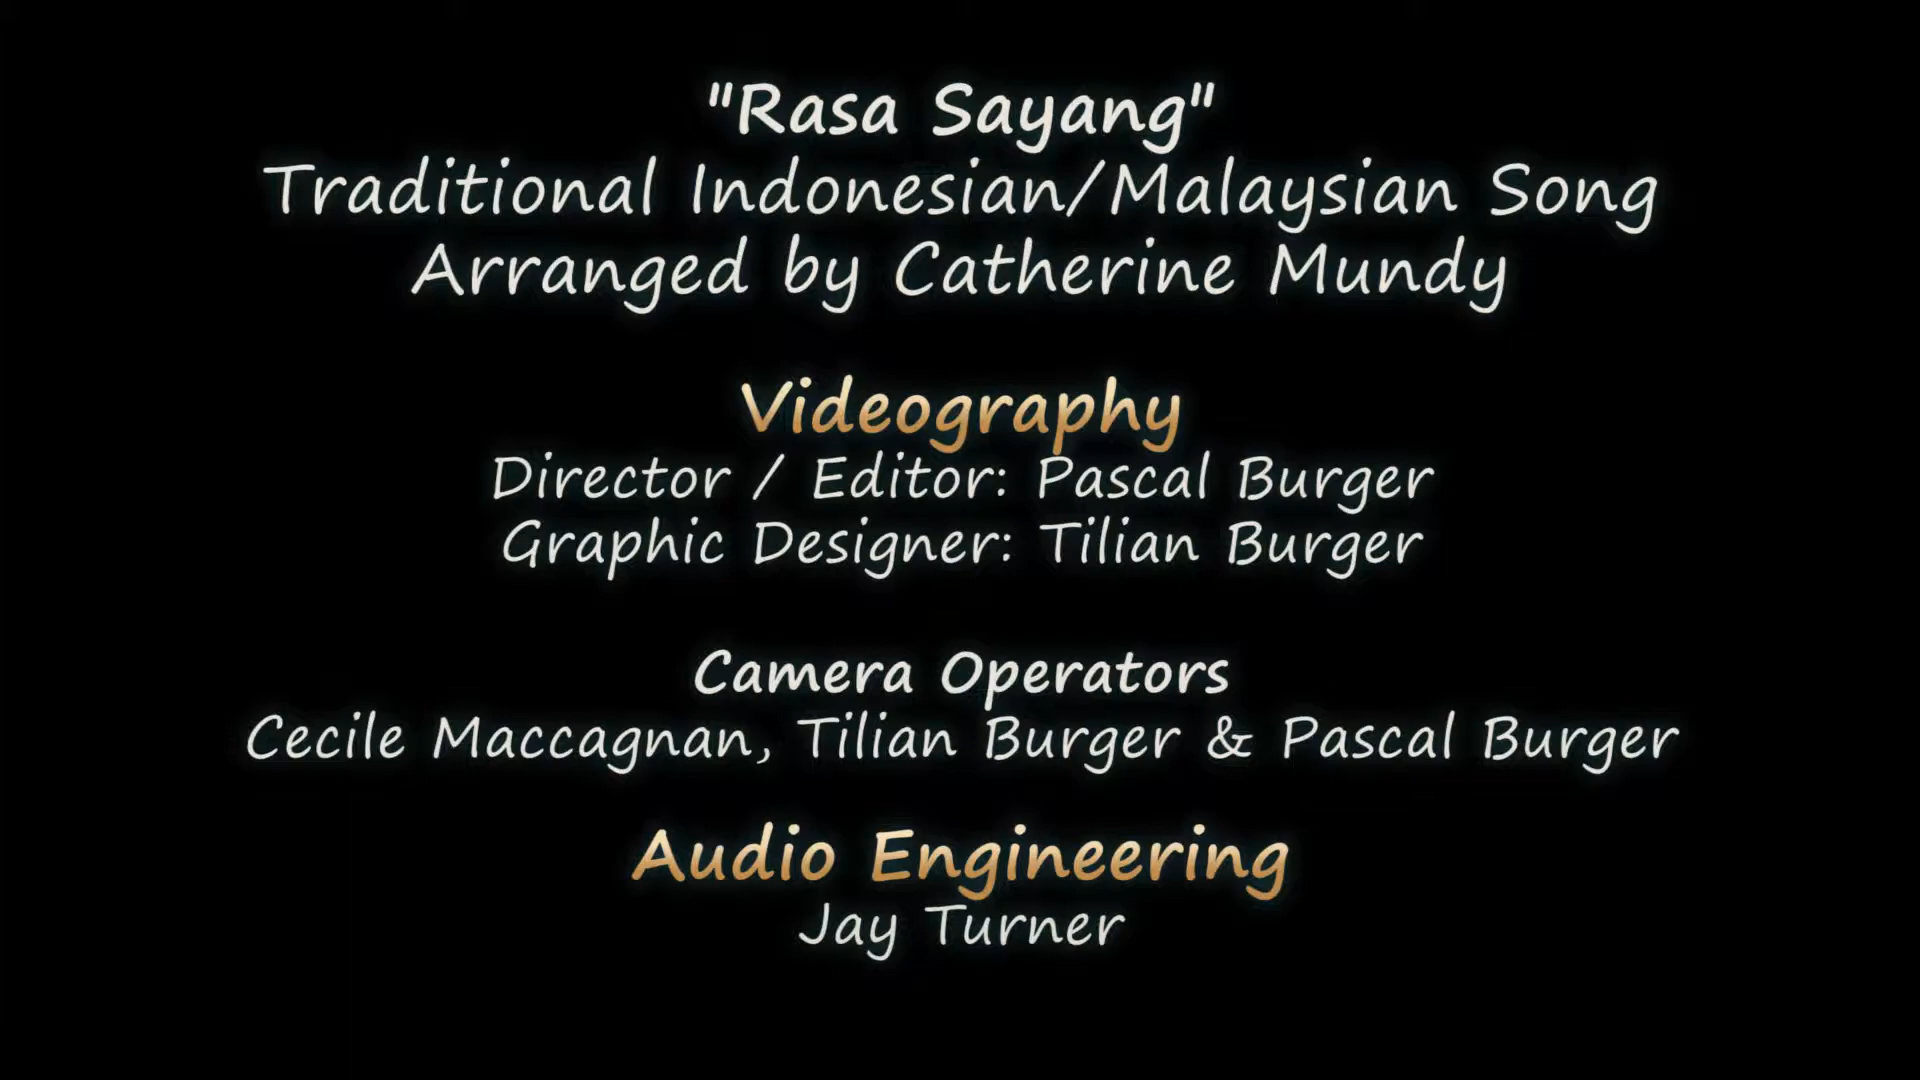 "Rasa Sayang"
Traditional Indonesian/Malaysian Song
Arranged by Catherine Mundy
Videography
Director / Editor: Pascal Burger
Graphic Designer: Tilian Burger
Camera Operators
Cecile Maccagnan, Tilian Burger & Pascal Burger
Audio Engineering
Jay Turner